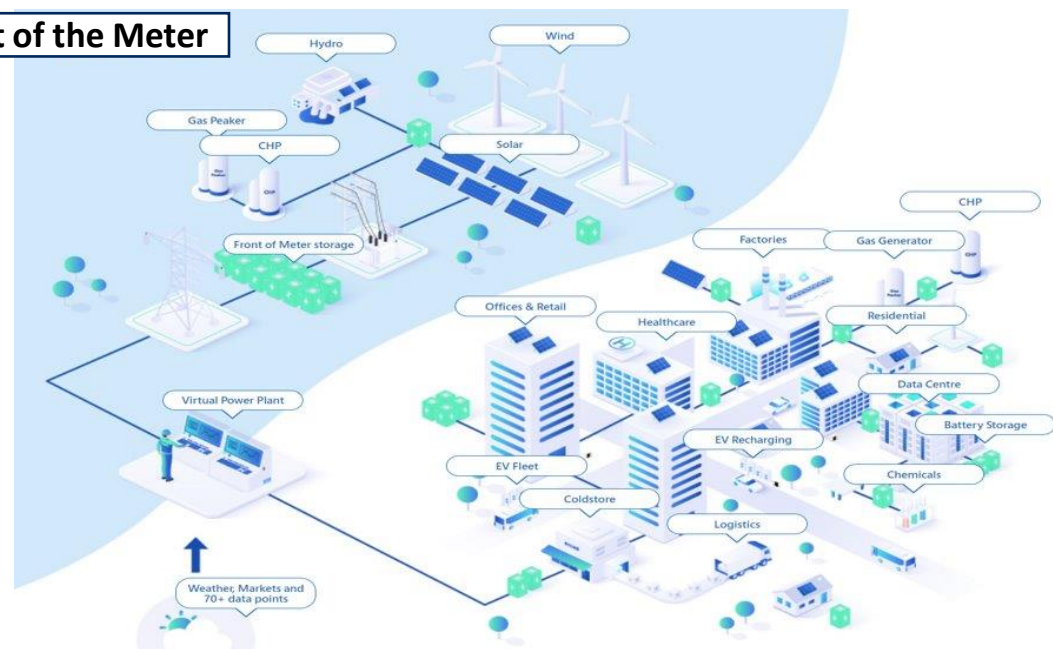 t of the Meter
Hydro
Wind
Gas Peaker
CHP
Solar
Front of Meter storage
CHP
Factories
Gas Generator
Offices & Retail
Healthcare
Residential
Virtual Power Plant
Data Centre
Battery Storage
EV Recharging
EV Fleet
Chemicals
Coldstore
Logistics
Weather, Markets and
70+ data points